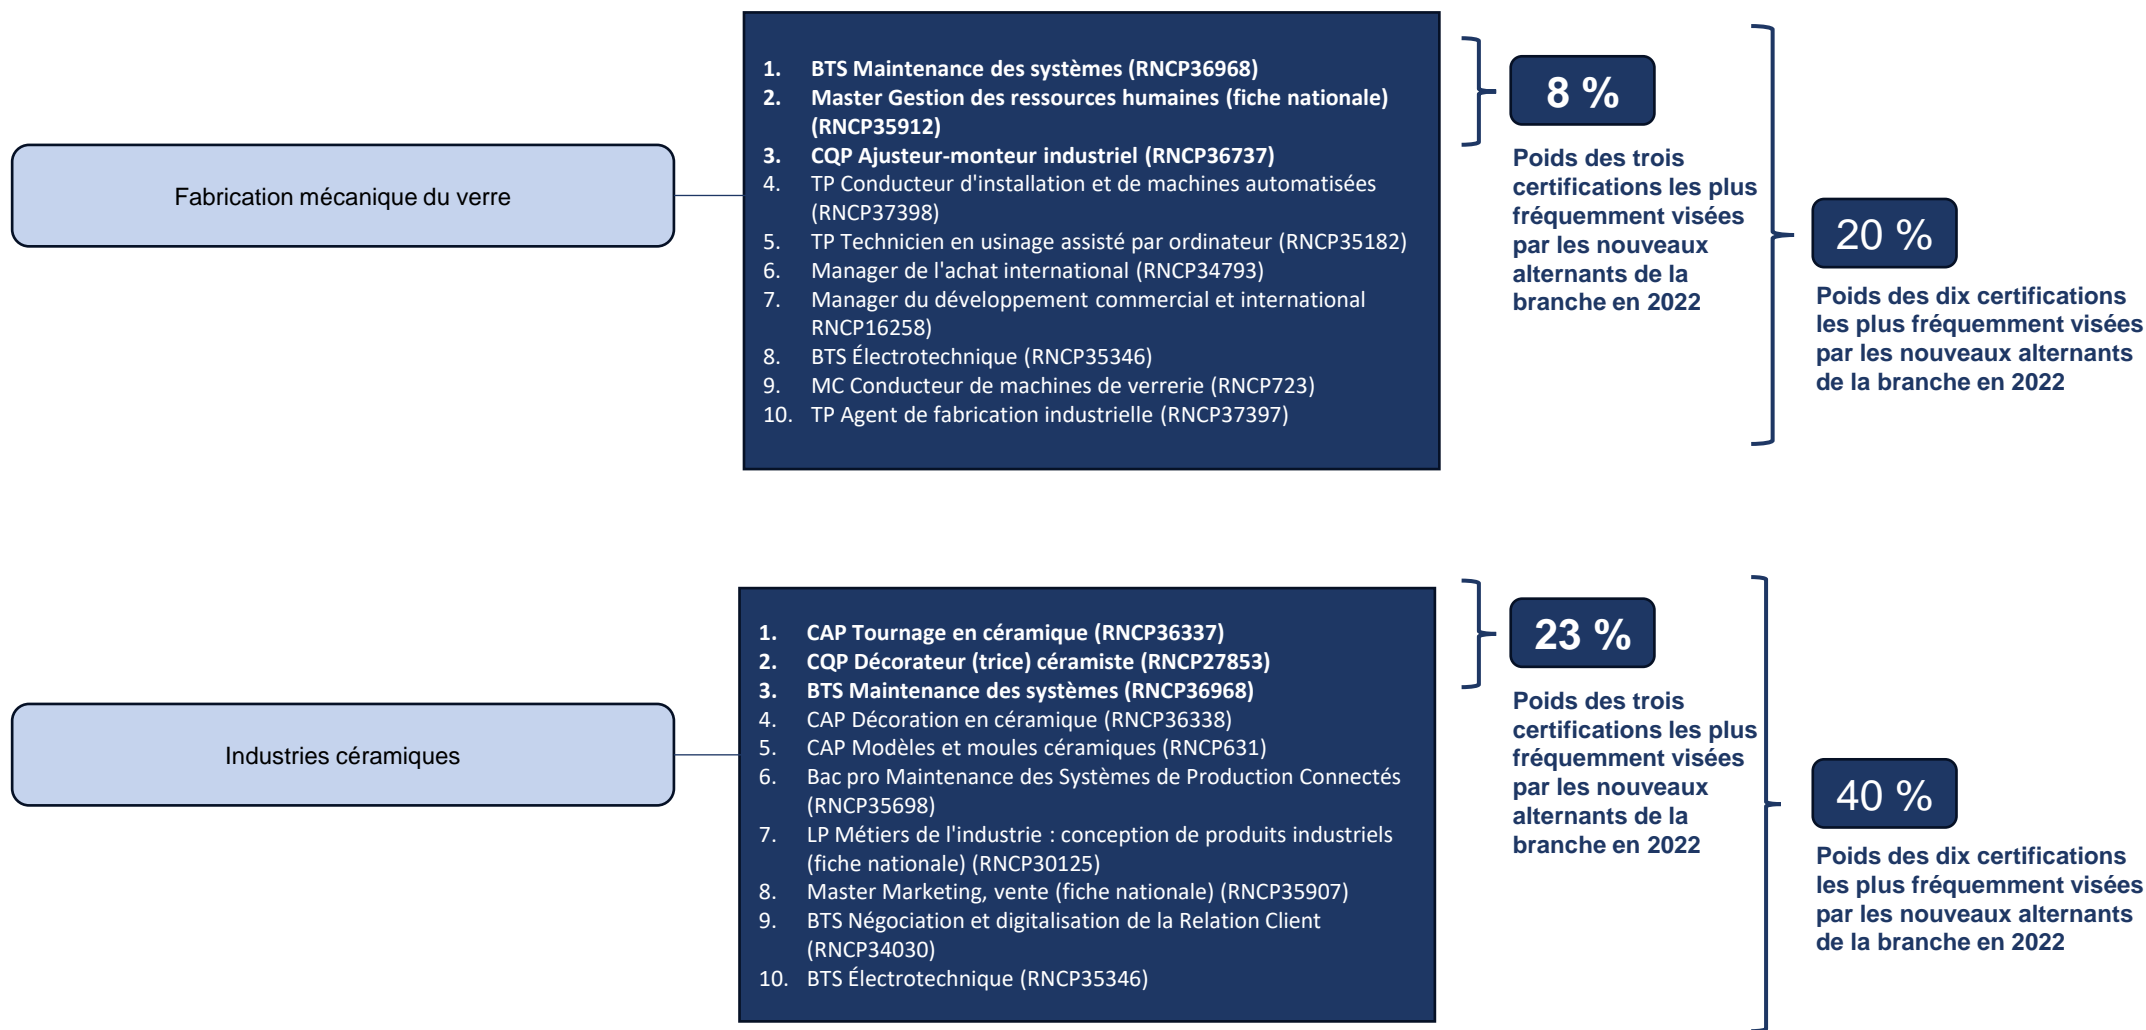 Fabrication mécanique du verre
1. BTS Maintenance des systèmes (RNCP36968)
2. Master Gestion des ressources humaines (fiche nationale)
(RNCP35912)
3. CQP Ajusteur-monteur industriel (RNCP36737)
4. TP Conducteur d'installation et de machines automatisées
(RNCP37398)
5. TP Technicien en usinage assisté par ordinateur (RNCP35182)
6. Manager de l'achat international (RNCP34793)
7. Manager du développement commercial et international
RNCP16258)
8. BTS Électrotechnique (RNCP35346)
9. MC Conducteur de machines de verrerie (RNCP723)
10. TP Agent de fabrication industrielle (RNCP37397)
8 %
Poids des trois
certifications les plus
fréquemment visées
par les nouveaux
alternants de la
branche en 2022
20 %
Poids des dix certifications
les plus fréquemment visées
par les nouveaux alternants
de la branche en 2022
Industries céramiques
1. CAP Tournage en céramique (RNCP36337)
2. CQP Décorateur (trice) céramiste (RNCP27853)
3. BTS Maintenance des systèmes (RNCP36968)
4. CAP Décoration en céramique (RNCP36338)
5. CAP Modèles et moules céramiques (RNCP631)
6. Bac pro Maintenance des Systèmes de Production Connectés
(RNCP35698)
7. LP Métiers de l'industrie : conception de produits industriels
(fiche nationale) (RNCP30125)
8. Master Marketing, vente (fiche nationale) (RNCP35907)
9. BTS Négociation et digitalisation de la Relation Client
(RNCP34030)
10. BTS Électrotechnique (RNCP35346)
23 %
Poids des trois
certifications les plus
fréquemment visées
par les nouveaux
alternants de la
branche en 2022
40 %
Poids des dix certifications
les plus fréquemment visées
par les nouveaux alternants
de la branche en 2022